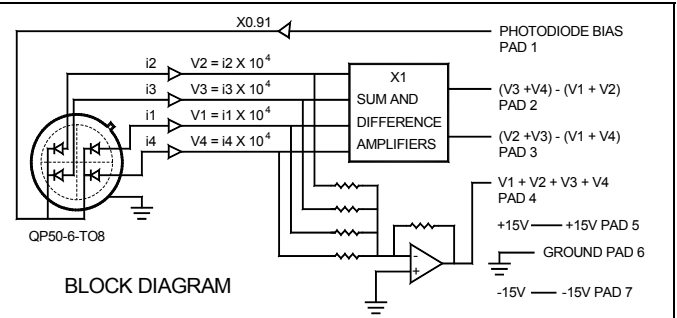 X0.91
PHOTODIODE BIAS
PAD 1
i2 V2 = i2 X 10⁴
i3 V3 = i3 X 10⁴
i1 V1 = i1 X 10⁴
i4 V4 = i4 X 10⁴
X1
SUM AND
DIFFERENCE
AMPLIFIERS
(V3 +V4) - (V1 + V2)
PAD 2
(V2 +V3) - (V1 + V4)
PAD 3
V1 + V2 + V3 + V4
PAD 4
+15V +15V PAD 5
GROUND PAD 6
-15V -15V PAD 7
-
+
QP50-6-TO8
BLOCK DIAGRAM